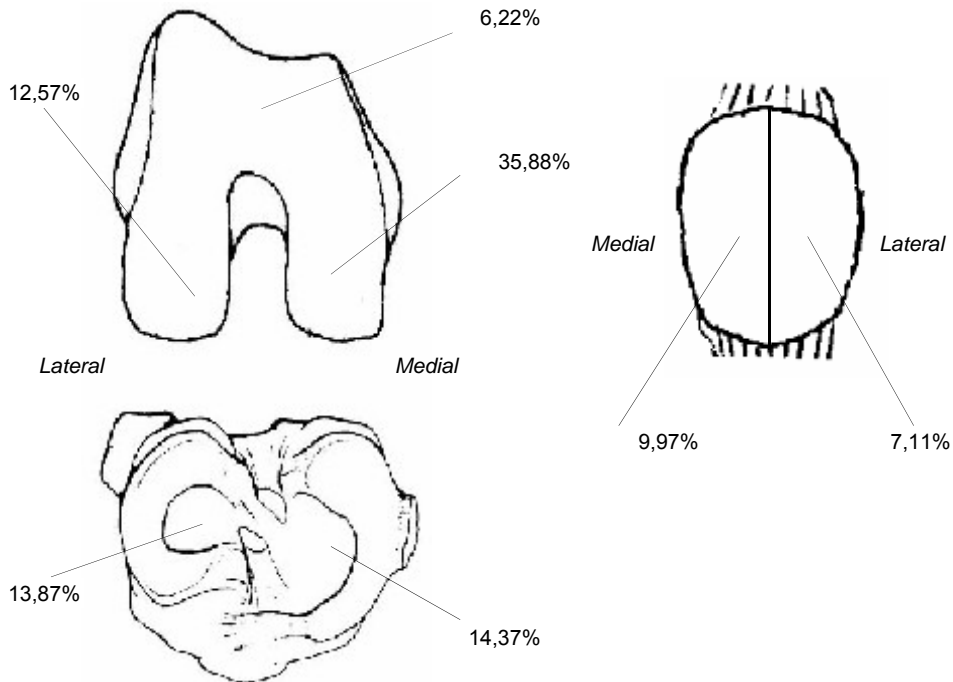 6,22%
12,57%
35,88%
Medial
Lateral
Lateral
Medial
9,97%
7,11%
13,87%
14,37%